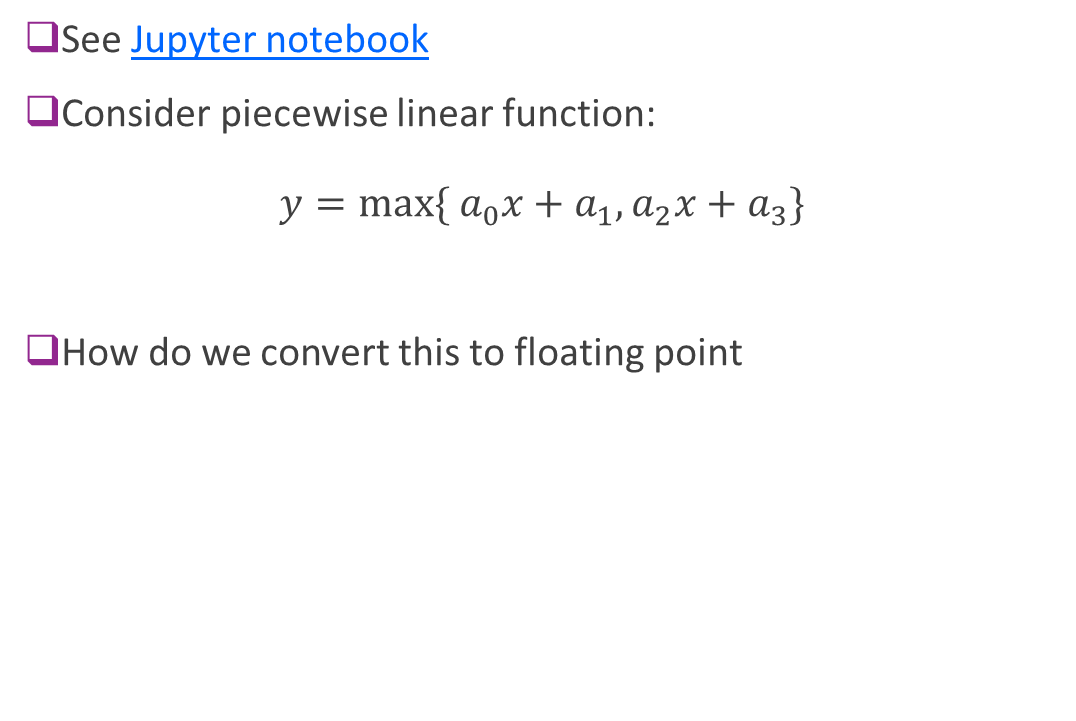 ❑See Jupyter notebook
❑Consider piecewise linear function:
y = max{ a₀x + a₁, a₂x + a₃}
❑How do we convert this to floating point